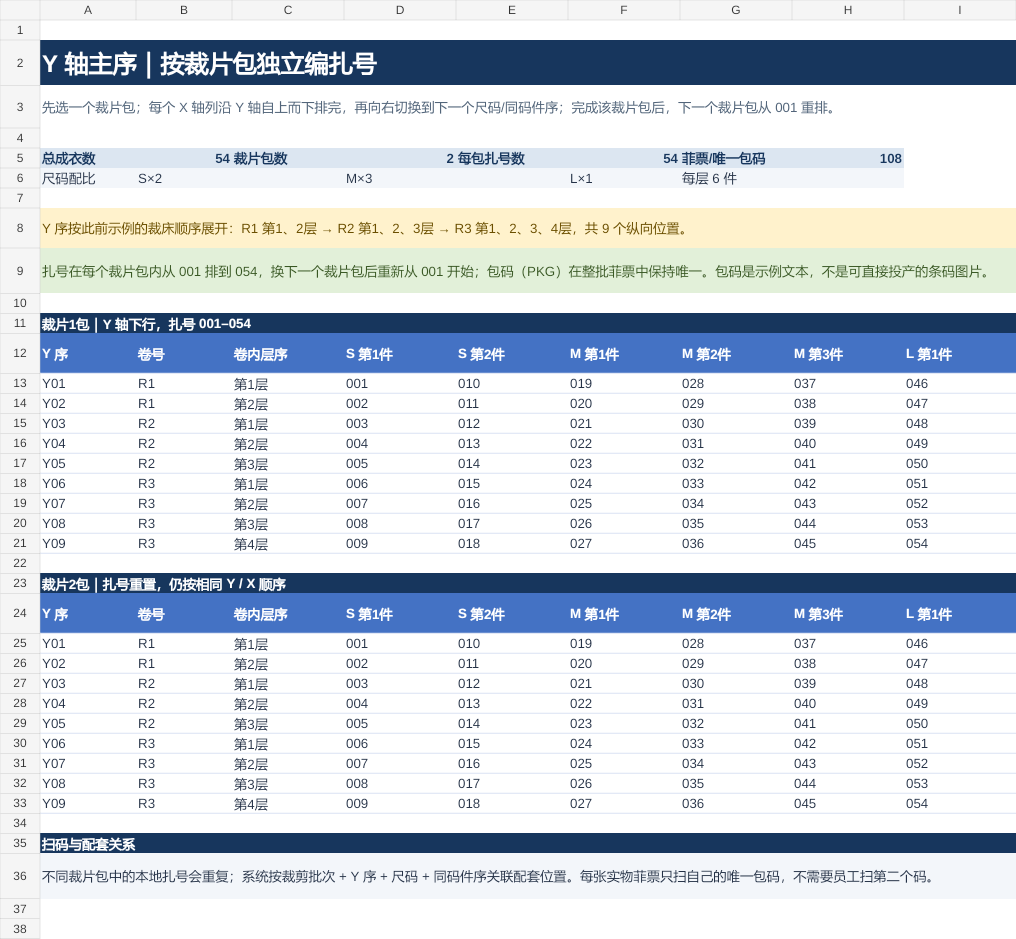 A B C D E F G H I
1
2 Y 轴主序｜按裁片包独立编扎号
3 先选一个裁片包；每个 X 轴列沿 Y 轴自上而下排完，再向右切换到下一个尺码/同码件序；完成该裁片包后，下一个裁片包从 001 重排。
4
5 总成衣数 54 裁片包数 2 每包扎号数 54 菲票/唯一包码 108
6 尺码配比 S×2 M×3 L×1 每层 6 件
7
8 Y 序按此前示例的裁床顺序展开：R1 第1、2层 → R2 第1、2、3层 → R3 第1、2、3、4层，共 9 个纵向位置。
9 扎号在每个裁片包内从 001 排到 054，换下一个裁片包后重新从 001 开始；包码（PKG）在整批菲票中保持唯一。包码是示例文本，不是可直接投产的条码图片。
10
11 裁片1包｜Y 轴下行，扎号 001–054
12 Y 序 卷号 卷内层序 S 第1件 S 第2件 M 第1件 M 第2件 M 第3件 L 第1件
13 Y01 R1 第1层 001 010 019 028 037 046
14 Y02 R1 第2层 002 011 020 029 038 047
15 Y03 R2 第1层 003 012 021 030 039 048
16 Y04 R2 第2层 004 013 022 031 040 049
17 Y05 R2 第3层 005 014 023 032 041 050
18 Y06 R3 第1层 006 015 024 033 042 051
19 Y07 R3 第2层 007 016 025 034 043 052
20 Y08 R3 第3层 008 017 026 035 044 053
21 Y09 R3 第4层 009 018 027 036 045 054
22
23 裁片2包｜扎号重置，仍按相同 Y / X 顺序
24 Y 序 卷号 卷内层序 S 第1件 S 第2件 M 第1件 M 第2件 M 第3件 L 第1件
25 Y01 R1 第1层 001 010 019 028 037 046
26 Y02 R1 第2层 002 011 020 029 038 047
27 Y03 R2 第1层 003 012 021 030 039 048
28 Y04 R2 第2层 004 013 022 031 040 049
29 Y05 R2 第3层 005 014 023 032 041 050
30 Y06 R3 第1层 006 015 024 033 042 051
31 Y07 R3 第2层 007 016 025 034 043 052
32 Y08 R3 第3层 008 017 026 035 044 053
33 Y09 R3 第4层 009 018 027 036 045 054
34
35 扫码与配套关系
36 不同裁片包中的本地扎号会重复；系统按裁剪批次 + Y 序 + 尺码 + 同码件序关联配套位置。每张实物菲票只扫自己的唯一包码，不需要员工扫第二个码。
37
38